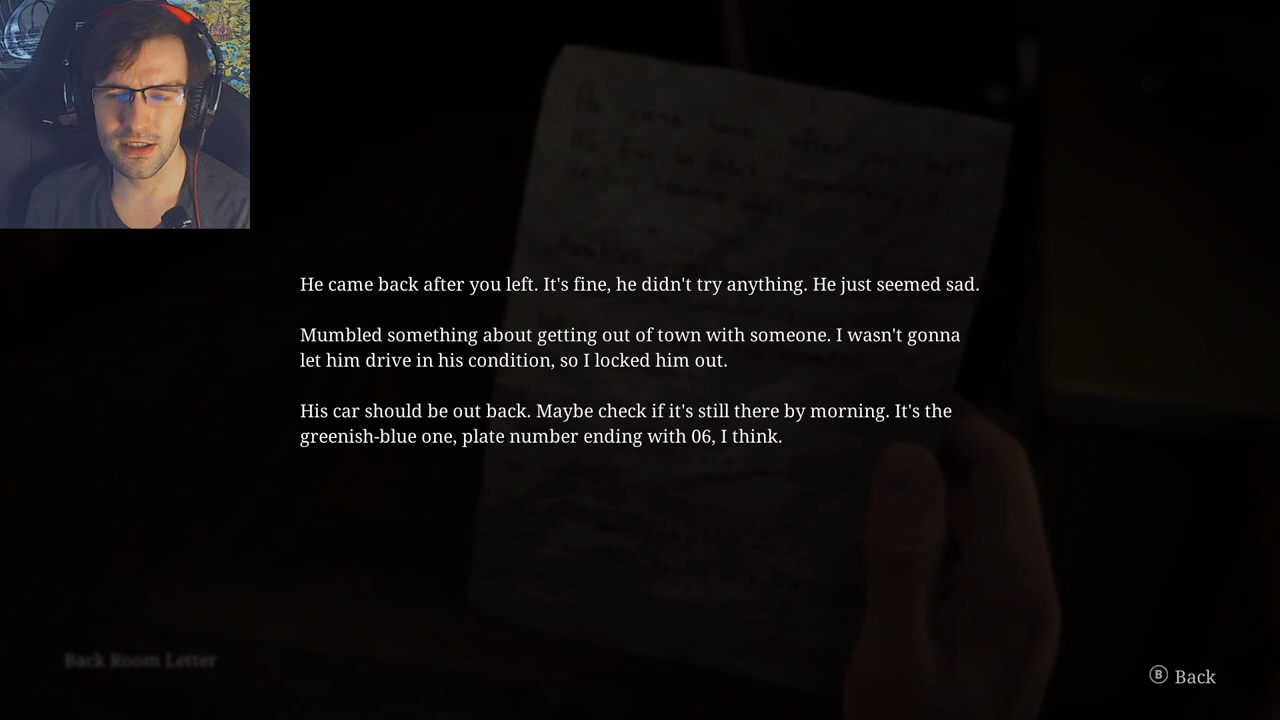 He came back after you left. It's fine, he didn't try anything. He just seemed sad.
Mumbled something about getting out of town with someone. I wasn't gonna
let him drive in his condition, so I locked him out.
His car should be out back. Maybe check if it's still there by morning. It's the
greenish-blue one, plate number ending with 06, I think.
Back Room Letter
B Back